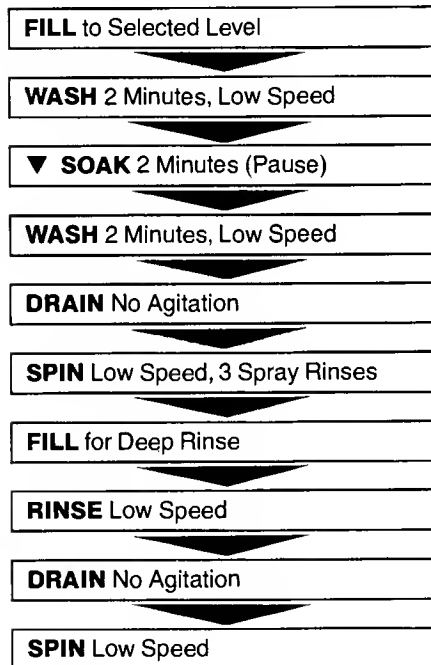 FILL to Selected Level
WASH 2 Minutes, Low Speed
▼ SOAK 2 Minutes (Pause)
WASH 2 Minutes, Low Speed
DRAIN No Agitation
SPIN Low Speed, 3 Spray Rinses
FILL for Deep Rinse
RINSE Low Speed
DRAIN No Agitation
SPIN Low Speed